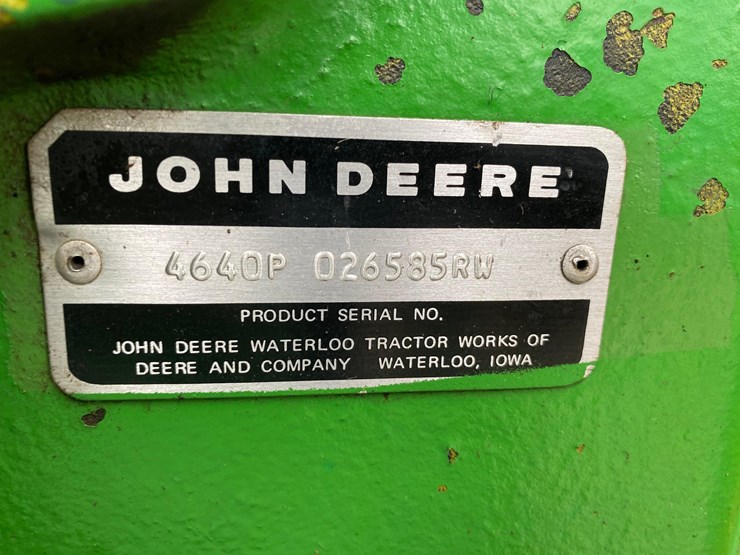 JOHN DEERE
4640P 026585RW
PRODUCT SERIAL NO.
JOHN DEERE WATERLOO TRACTOR WORKS OF
DEERE AND COMPANY WATERLOO, IOWA